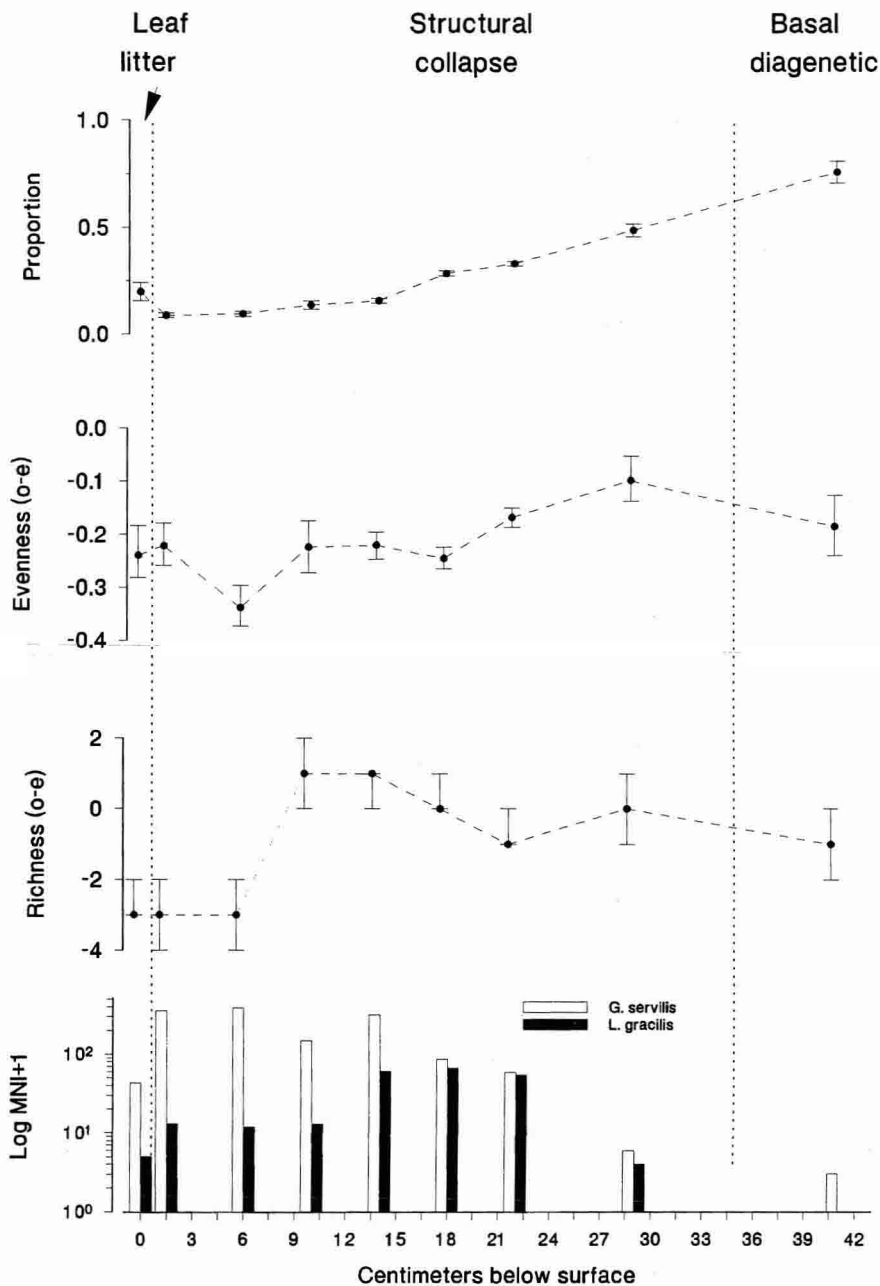 Leaf
litter
Structural
collapse
Basal
diagenetic
Proportion
1.0
0.5
0.0
Evenness (o-e)
0.0
-0.1
-0.2
-0.3
-0.4
Richness (o-e)
2
0
-2
-4
Log MNI+1
10²
10¹
10⁰
G. servilis
L. gracilis
0 3 6 9 12 15 18 21 24 27 30 33 36 39 42
Centimeters below surface